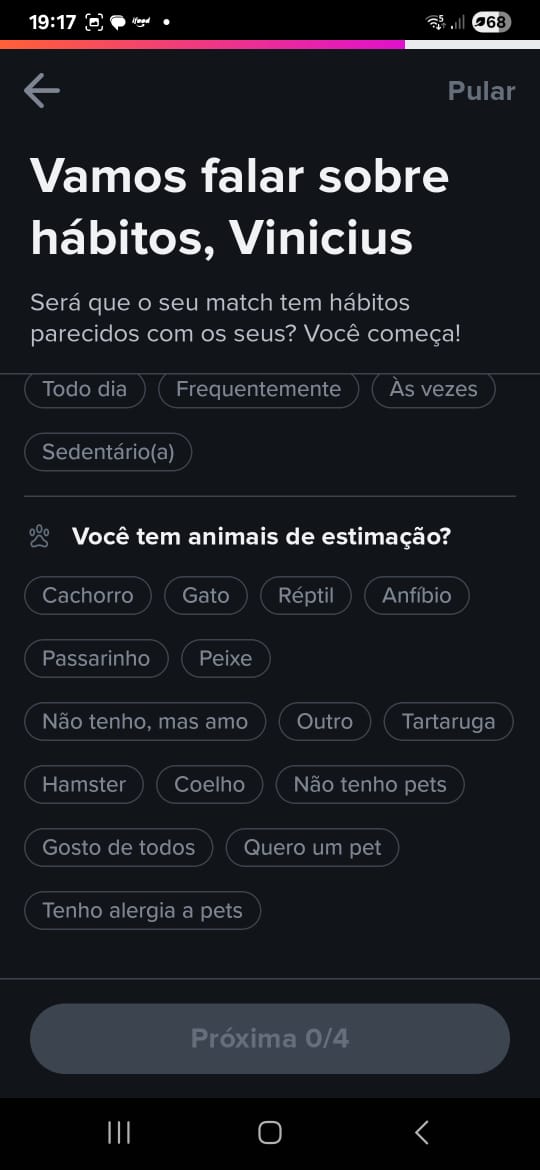 19:17
ifood
5
68
Pular
Vamos falar sobre
hábitos, Vinicius
Será que o seu match tem hábitos
parecidos com os seus? Você começa!
Todo dia Frequentemente Às vezes
Sedentário(a)
Você tem animais de estimação?
Cachorro Gato Réptil Anfíbio
Passarinho Peixe
Não tenho, mas amo Outro Tartaruga
Hamster Coelho Não tenho pets
Gosto de todos Quero um pet
Tenho alergia a pets
Próxima 0/4